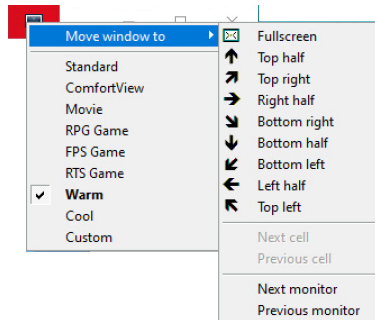 Move window to
Standard
ComfortView
Movie
RPG Game
FPS Game
RTS Game
Warm
Cool
Custom
Fullscreen
Top half
Top right
Right half
Bottom right
Bottom half
Bottom left
Left half
Top left
Next cell
Previous cell
Next monitor
Previous monitor